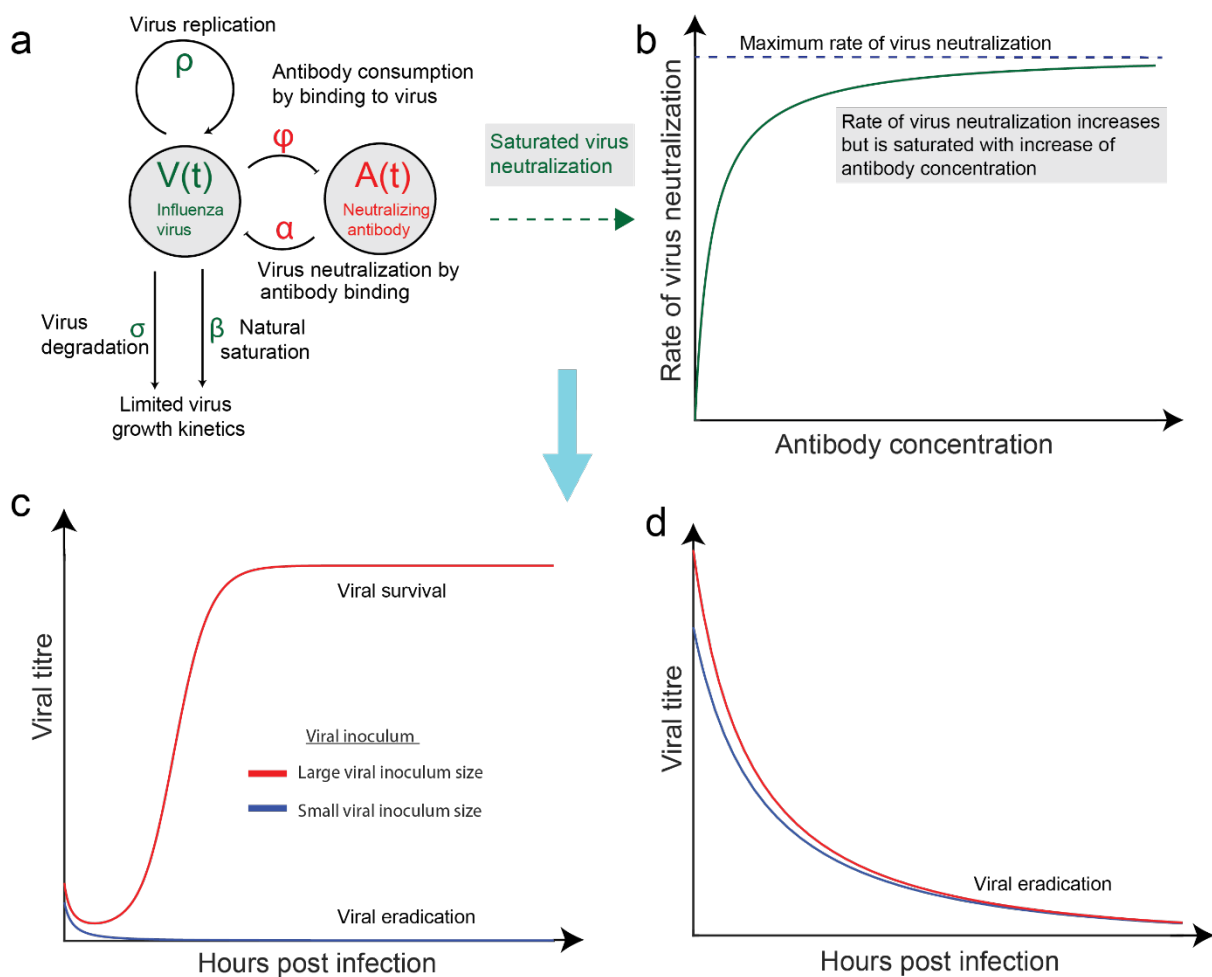 a
Virus replication
ρ
Antibody consumption
by binding to virus
φ
V(t)
Influenza
virus
A(t)
Neutralizing
antibody
α
Virus neutralization by
antibody binding
Virus
degradation
σ
β
Natural
saturation
Limited virus
growth kinetics
Saturated virus
neutralization
b
Maximum rate of virus neutralization
Rate of virus neutralization increases
but is saturated with increase of
antibody concentration
Rate of virus neutralization
Antibody concentration
c
Viral survival
Viral inoculum
Large viral inoculum size
Small viral inoculum size
Viral eradication
Viral titre
Hours post infection
d
Viral eradication
Viral titre
Hours post infection